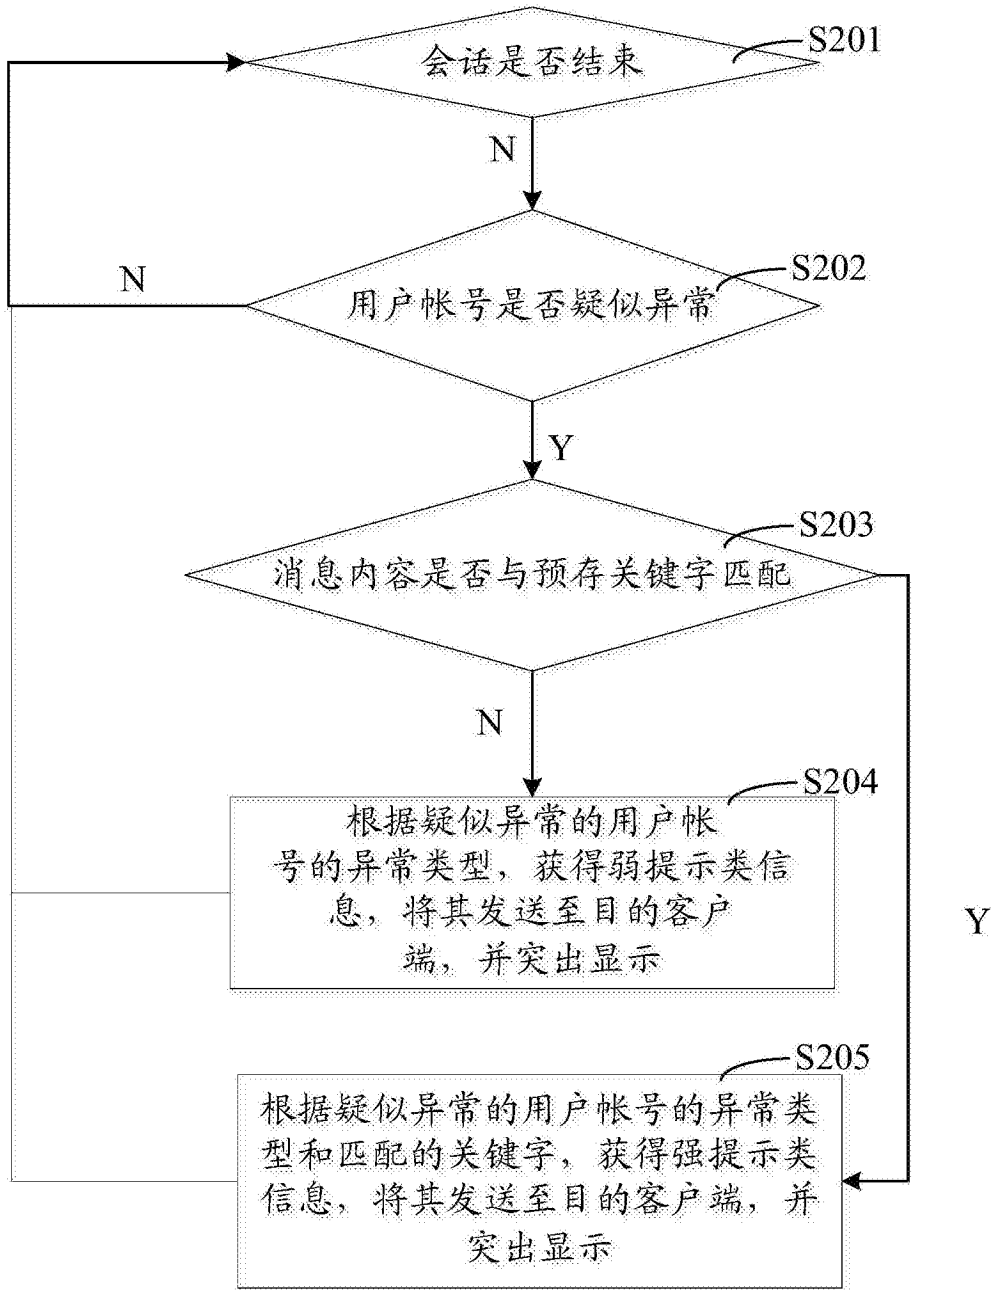 S201
会话是否结束
N
S202
N
用户帐号是否疑似异常
Y
S203
消息内容是否与预存关键字匹配
N
S204
根据疑似异常的用户帐
号的异常类型，获得弱提示类信
息，将其发送至目的客户
端，并突出显示
Y
S205
根据疑似异常的用户帐号的异常类
型和匹配的关键字，获得强提示类
信息，将其发送至目的客户端，并
突出显示